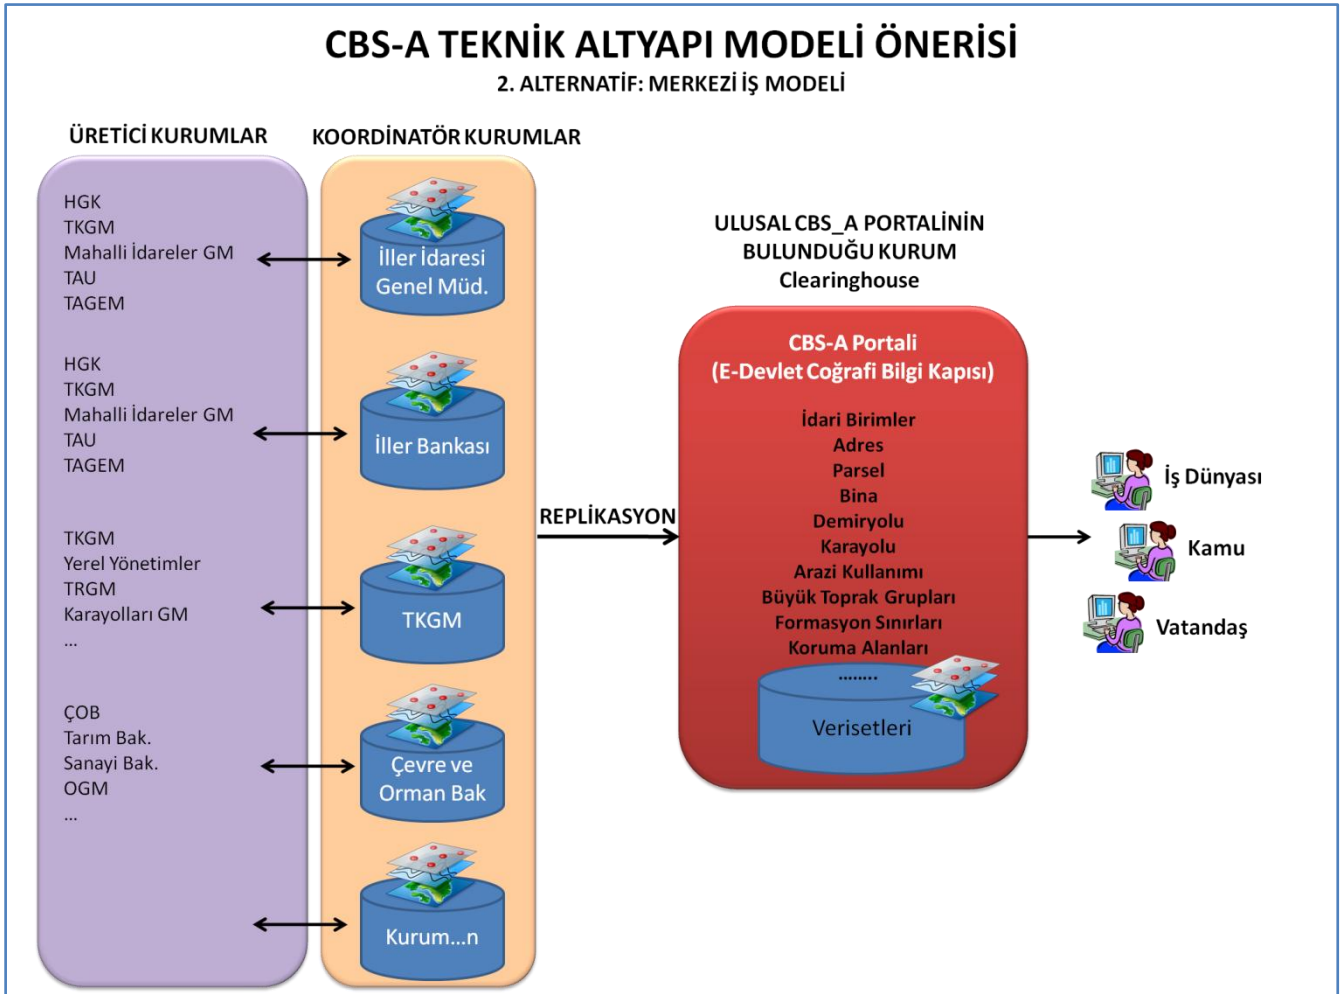 CBS-A TEKNİK ALTYAPI MODELİ ÖNERİSİ
2. ALTERNATİF: MERKEZİ İŞ MODELİ
ÜRETİCİ KURUMLAR
HGK
TKGM
Mahalli İdareler GM
TAU
TAGEM
HGK
TKGM
Mahalli İdareler GM
TAU
TAGEM
TKGM
Yerel Yönetimler
TRGM
Karayolları GM
...
ÇOB
Tarım Bak.
Sanayi Bak.
OGM
...
KOORDİNATÖR KURUMLAR
İller İdaresi
Genel Müd.
İller Bankası
TKGM
Çevre ve
Orman Bak
Kurum...n
REPLİKASYON
ULUSAL CBS_A PORTALİNİN
BULUNDUĞU KURUM
Clearinghouse
CBS-A Portali
(E-Devlet Coğrafi Bilgi Kapısı)
İdari Birimler
Adres
Parsel
Bina
Demiryolu
Karayolu
Arazi Kullanımı
Büyük Toprak Grupları
Formasyon Sınırları
Koruma Alanları
........
Verisetleri
İş Dünyası
Kamu
Vatandaş